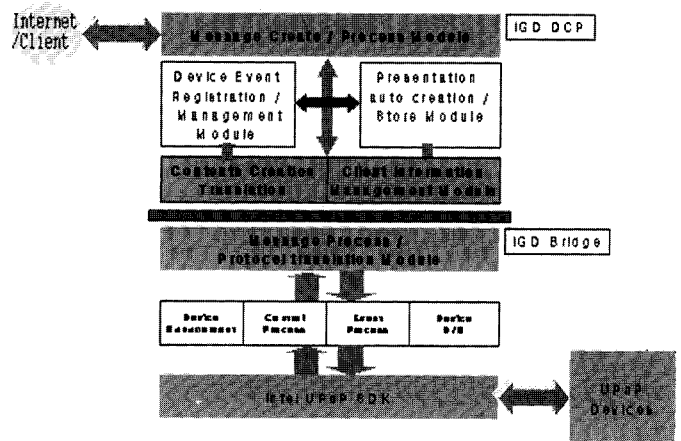 Internet
/Client
Message Create / Process Module
IGD DCP
Device Event
Registration /
Management
Module
Presentation
auto creation /
Store Module
Contents Creation
Translation
Client Information
Management Module
Message Process /
Protocol translation Module
IGD Bridge
Device
Control
Process
Event
Process
Device
Intel UPnP SDK
UPnP
Devices